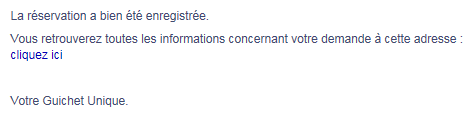 La réservation a bien été enregistrée.
Vous retrouverez toutes les informations concernant votre demande à cette adresse :
cliquez ici
Votre Guichet Unique.